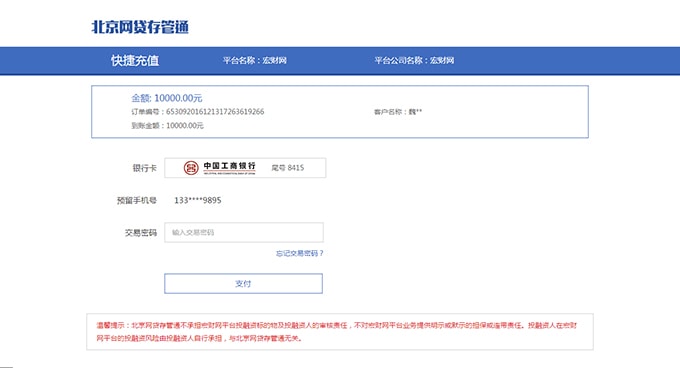 北京网贷存管通
快捷充值 平台名称：宏财网 平台公司名称：宏财网
金额: 10000.00元
订单编号：653092016121317263619266 客户名称：魏**
到账金额：10000.00元
银行卡 中国工商银行 尾号 8415
INDUSTRIAL AND COMMERCIAL BANK OF CHINA
预留手机号 133****9895
交易密码 输入交易密码
忘记交易密码？
支付
温馨提示：北京网贷存管通不承担宏财网平台投融资标的物及投融资人的审核责任，不对宏财网平台业务提供明示或默示的担保或连带责任。投融资人在宏财
网平台的投融资风险由投融资人自行承担，与北京网贷存管通无关。